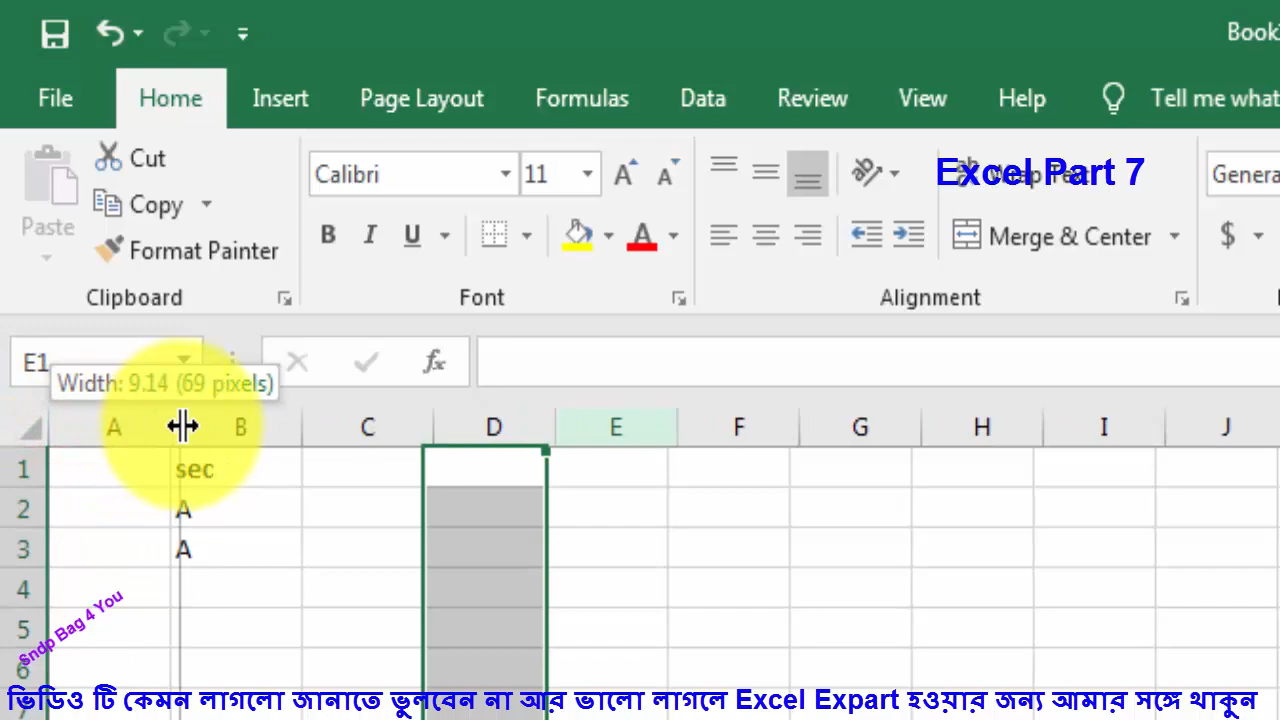 Book
File Home Insert Page Layout Formulas Data Review View Help Tell me what
Cut
Copy
Paste
Format Painter
Calibri 11
B I U A
Excel Part 7
Merge & Center
Genera
$
Clipboard Font Alignment
E1 fx
Width: 9.14 (69 pixels)
A B C D E F G H I J
1 sec
2 A
3 A
4
5
6
Sndp Bag 4 You
ভিডিও টি কেমন লাগলো জানাতে ভুলবেন না আর ভালো লাগলে Excel Expart হওয়ার জন্য আমার সঙ্গে থাকুন